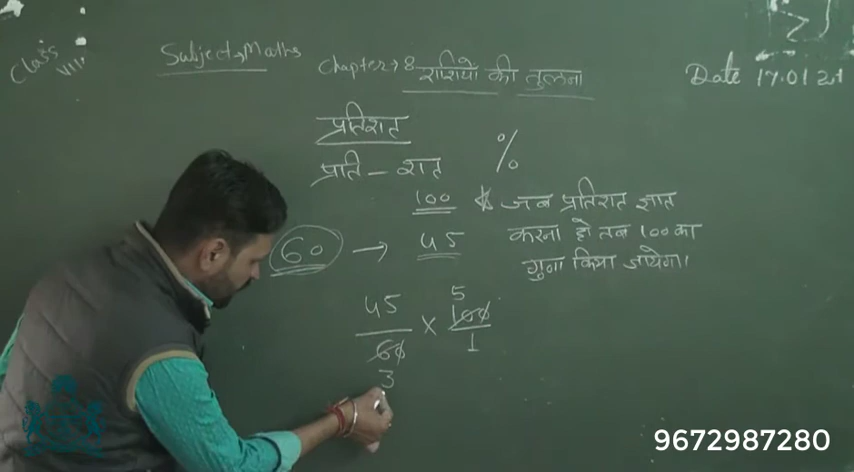 Class VII
Subject → Maths
Chapter → 8 राशियो की तुलना
Date 17.01.21
प्रतिशत
प्रति – शत %
100
जब प्रतिशत ज्ञात
करना हो तब 100 का
गुना किया जायेगा।
60 → 45
45/60 × 100/1
5
3
9672987280